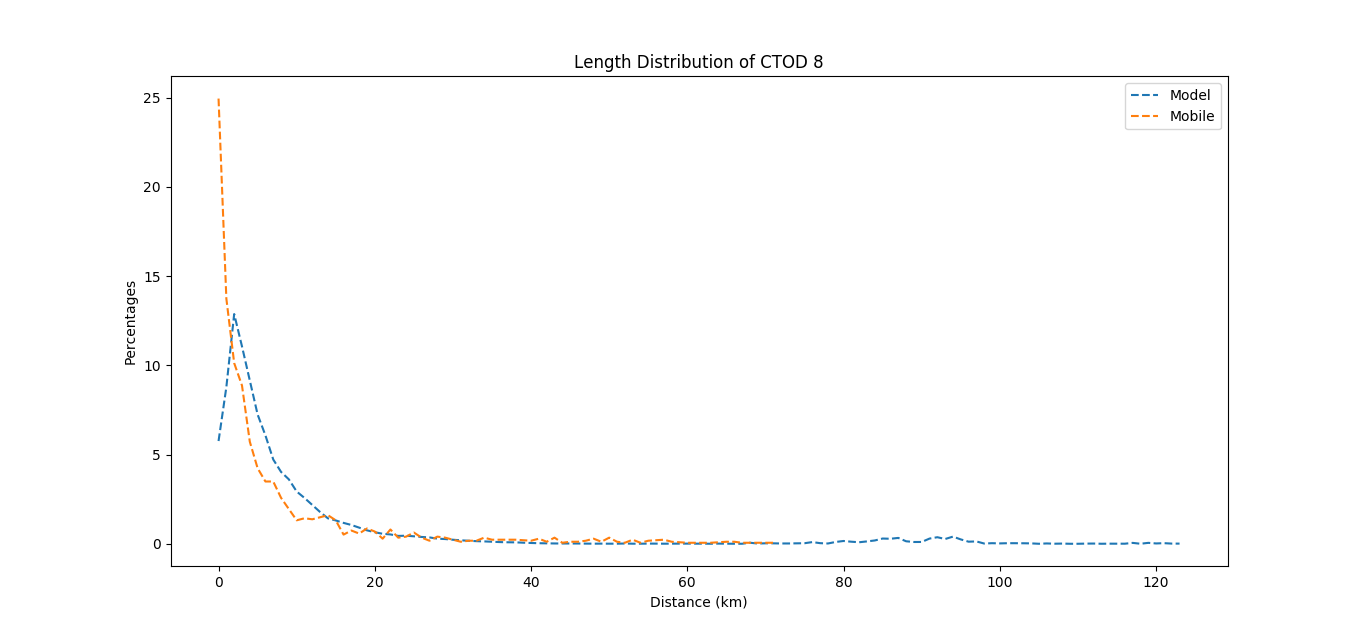 Length Distribution of CTOD 8
Model
Mobile
Percentages
25
20
15
10
5
0
0 20 40 60 80 100 120
Distance (km)